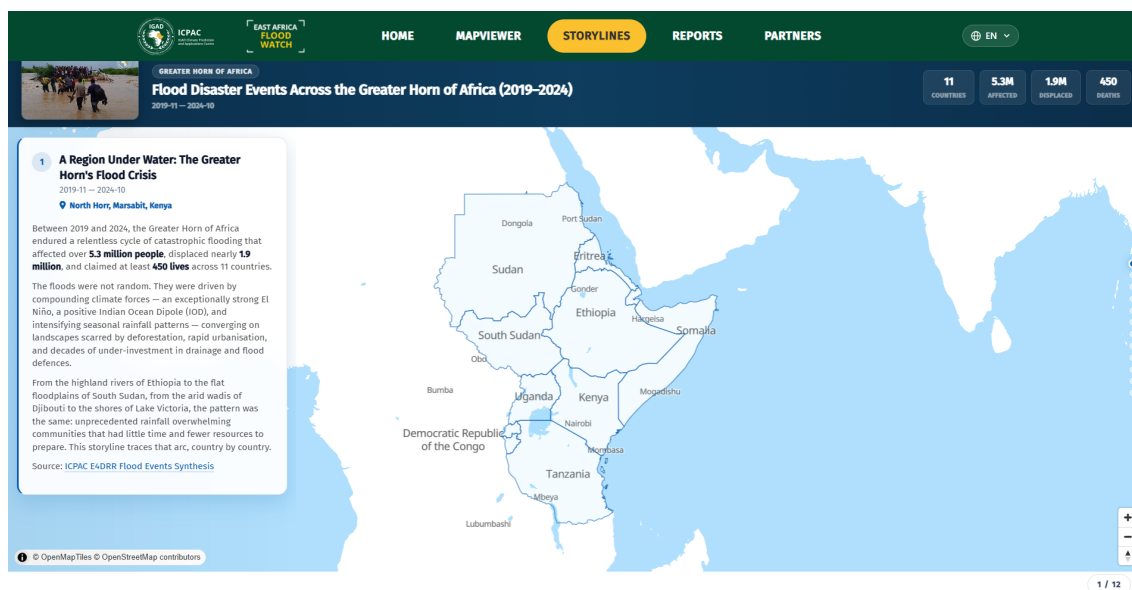 IGAD
ICPAC
IGAD Climate Prediction and Applications Centre
EAST AFRICA
FLOOD
WATCH
HOME
MAPVIEWER
STORYLINES
REPORTS
PARTNERS
EN
GREATER HORN OF AFRICA
Flood Disaster Events Across the Greater Horn of Africa (2019–2024)
2019-11 — 2024-10
11
COUNTRIES
5.3M
AFFECTED
1.9M
DISPLACED
450
DEATHS
1
A Region Under Water: The Greater
Horn's Flood Crisis
2019-11 — 2024-10
North Horr, Marsabit, Kenya
Between 2019 and 2024, the Greater Horn of Africa
endured a relentless cycle of catastrophic flooding that
affected over 5.3 million people, displaced nearly 1.9
million, and claimed at least 450 lives across 11 countries.
The floods were not random. They were driven by
compounding climate forces — an exceptionally strong El
Niño, a positive Indian Ocean Dipole (IOD), and
intensifying seasonal rainfall patterns — converging on
landscapes scarred by deforestation, rapid urbanisation,
and decades of under-investment in drainage and flood
defences.
From the highland rivers of Ethiopia to the flat
floodplains of South Sudan, from the arid wadis of
Djibouti to the shores of Lake Victoria, the pattern was
the same: unprecedented rainfall overwhelming
communities that had little time and fewer resources to
prepare. This storyline traces that arc, country by country.
Source: ICPAC E4DRR Flood Events Synthesis
Dongola
Port Sudan
Eritrea
Sudan
Gonder
Ethiopia
Hargeisa
Somalia
South Sudan
Obo
Bumba
Uganda
Kenya
Mogadishu
Nairobi
Democratic Republic
of the Congo
Mombasa
Tanzania
Mbeya
Lubumbashi
© OpenMapTiles © OpenStreetMap contributors
1 / 12